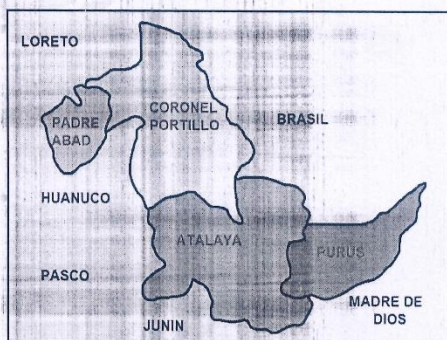 LORETO
PADRE
ABAD
CORONEL
PORTILLO
BRASIL
HUANUCO
ATALAYA
PURUS
PASCO
MADRE DE
DIOS
JUNIN